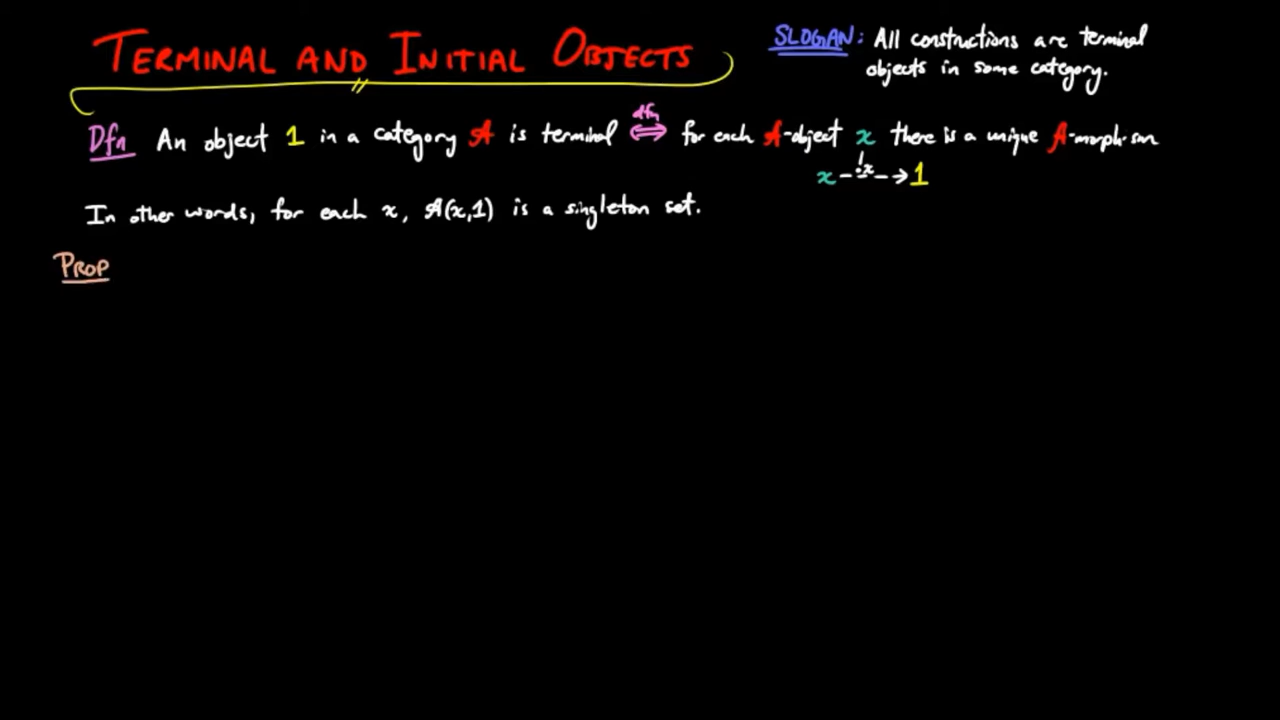 TERMINAL AND INITIAL OBJECTS
SLOGAN: All constructions are terminal
objects in some category.
Dfn An object 1 in a category A is terminal ⟺ dfn for each A-object x there is a unique A-morphism
x --!x--> 1
In other words, for each x, A(x,1) is a singleton set.
PROP